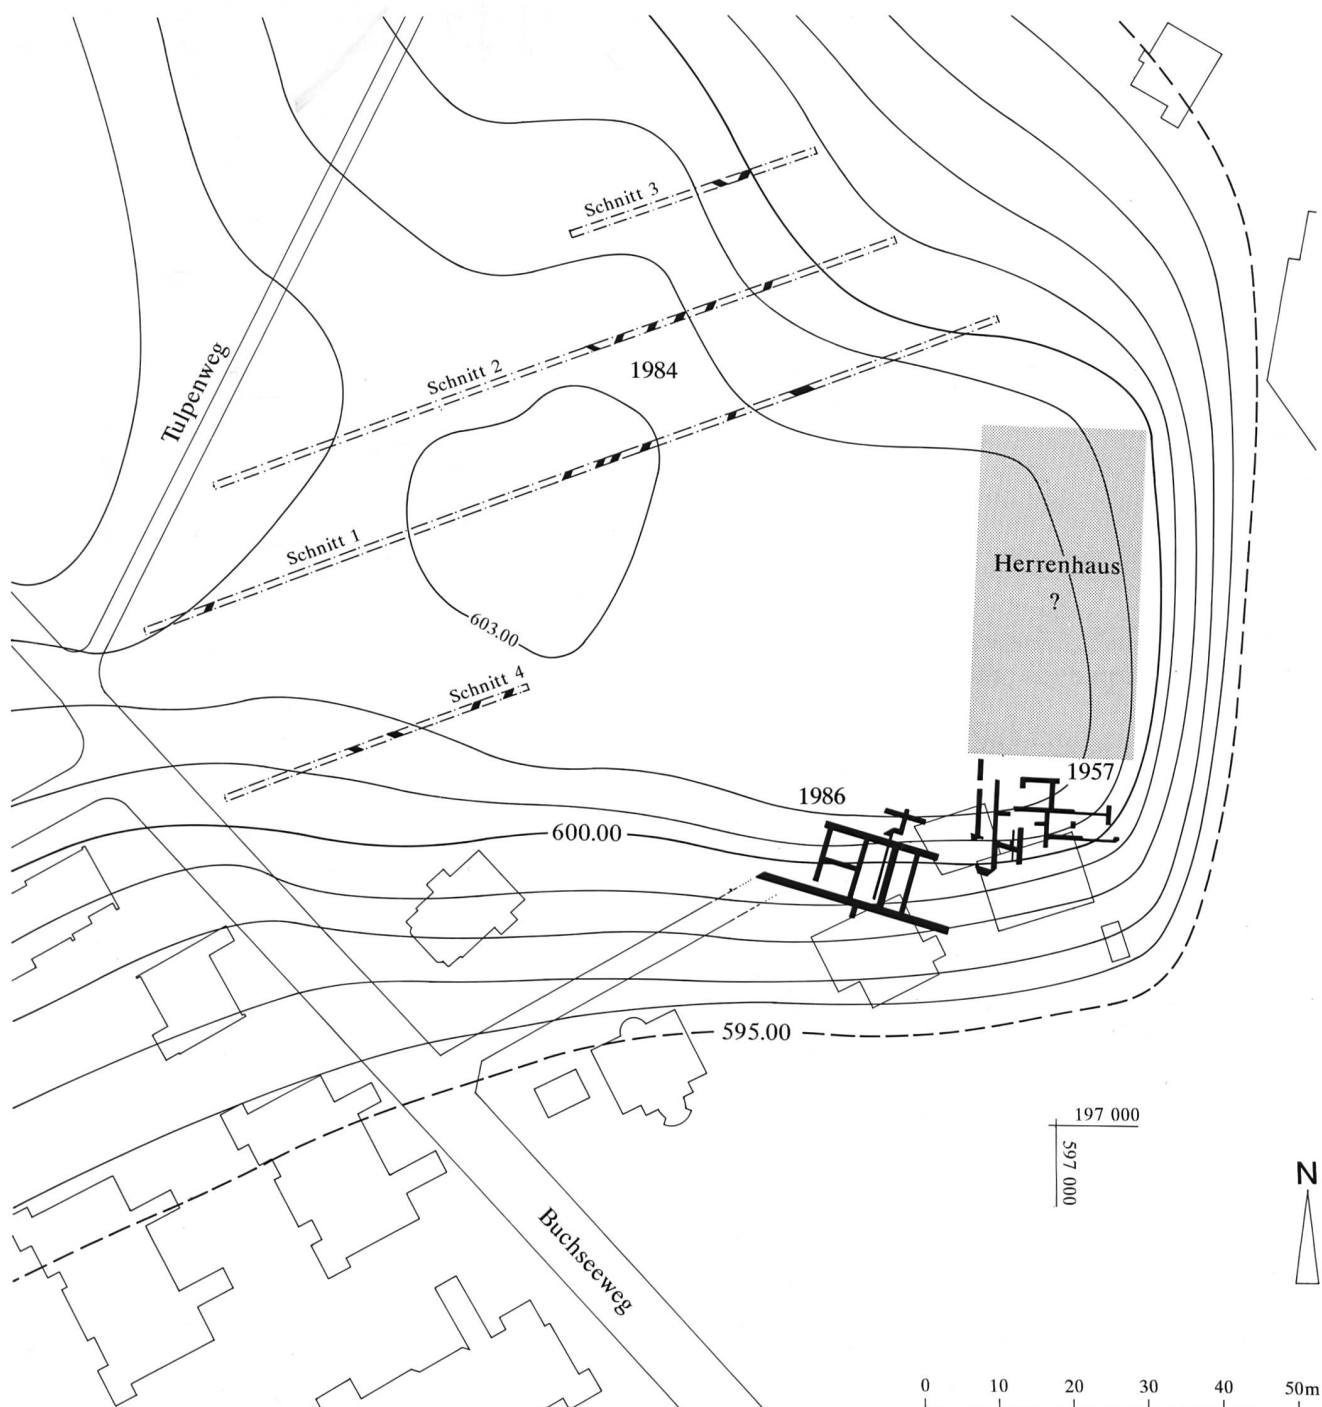 Schnitt 3
Schnitt 2
1984
Tulpenweg
Schnitt 1
Herrenhaus
?
603.00
Schnitt 4
1957
1986
600.00
595.00
197 000
597 000
N
Buchseeweg
0 10 20 30 40 50m